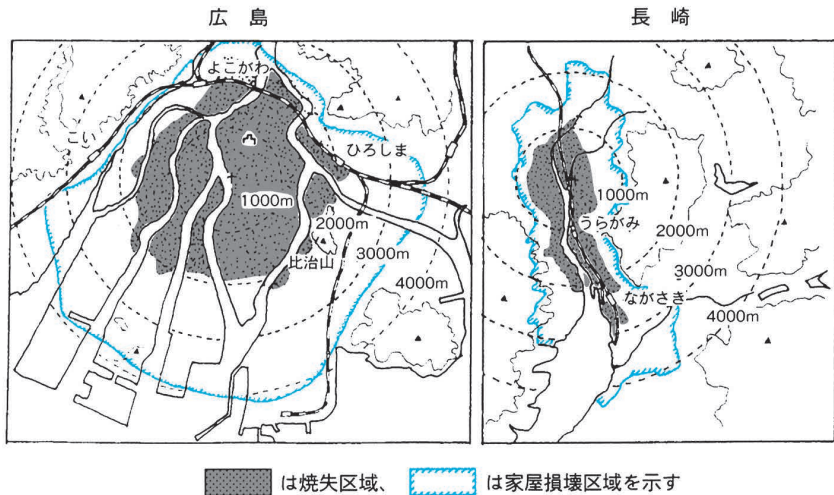 広島
長崎
よこがわ
こい
ひろしま
1000m
2000m
比治山
3000m
4000m
1000m
うらがみ
2000m
3000m
ながさき
4000m
は焼失区域、
は家屋損壊区域を示す